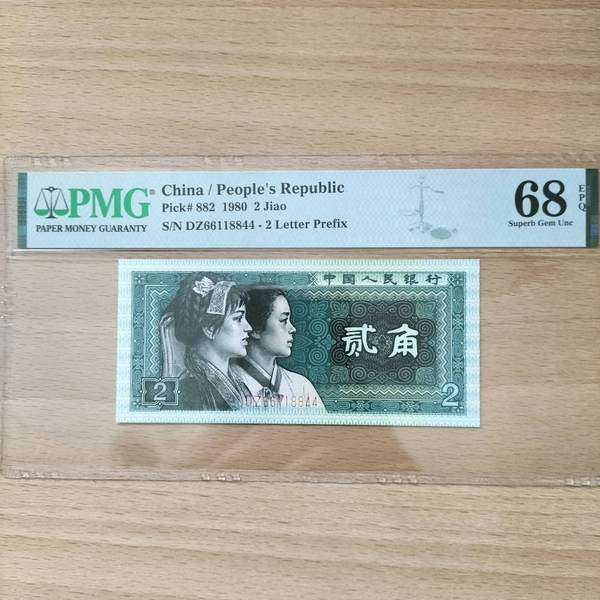 PMG®
PAPER MONEY GUARANTY
China / People's Republic
Pick# 882 1980 2 Jiao
S/N DZ66118844 - 2 Letter Prefix
68
EPQ
Superb Gem Unc
中国人民银行
贰角
2
DZ66118844
2